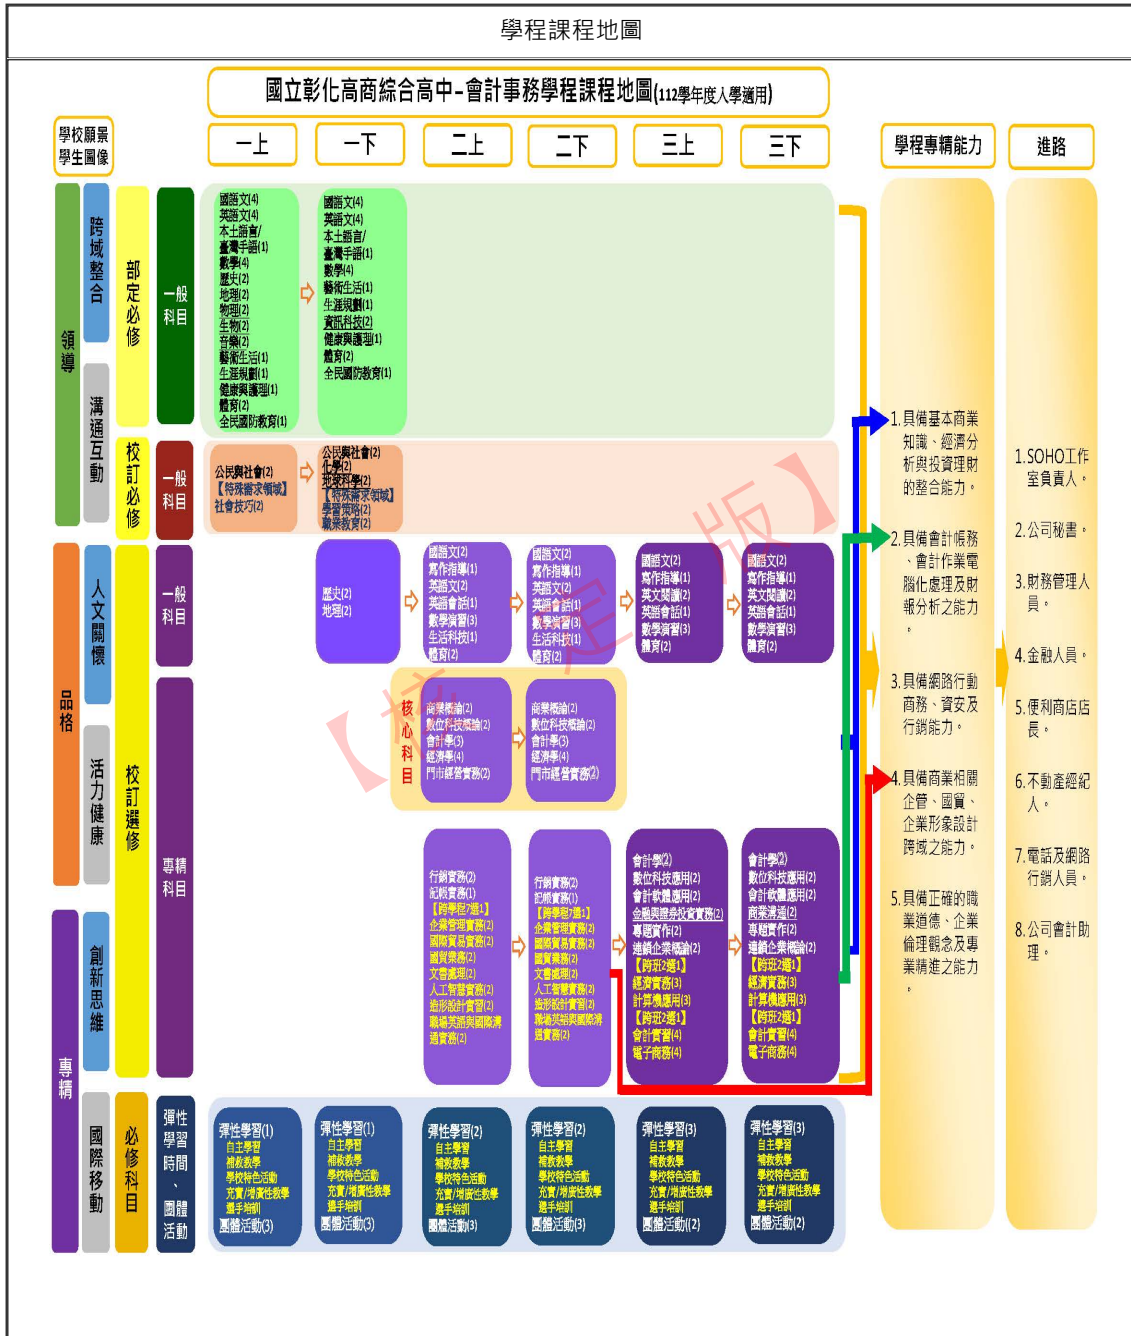 學程課程地圖
國立彰化高商綜合高中–會計事務學程課程地圖(112學年度入學適用)
學校願景
學生圖像
一上
一下
二上
二下
三上
三下
學程專精能力
進路
領導
品格
專精
跨域整合
溝通互動
人文關懷
活力健康
創新思維
國際移動
部定必修
校訂必修
校訂選修
必修科目
一般
科目
一般
科目
一般
科目
專精
科目
彈性學習時間、團體活動
國語文(4)
英語文(4)
本土語言/
臺灣手語(1)
數學(4)
歷史(2)
地理(2)
物理(2)
生物(2)
音樂(2)
藝術生活(1)
生涯規劃(1)
健康與護理(1)
體育(2)
全民國防教育(1)
國語文(4)
英語文(4)
本土語言/
臺灣手語(1)
數學(4)
藝術生活(1)
生涯規劃(1)
資訊科技(2)
健康與護理(1)
體育(2)
全民國防教育(1)
公民與社會(2)
【特殊需求領域】
社會技巧(2)
公民與社會(2)
化學(2)
地球科學(2)
【特殊需求領域】
學習策略(2)
職業教育(2)
歷史(2)
地理(2)
國語文(2)
寫作指導(1)
英語文(2)
英語會話(1)
數學演習(3)
生活科技(1)
體育(2)
國語文(2)
寫作指導(1)
英語文(2)
英語會話(1)
數學演習(3)
生活科技(1)
體育(2)
國語文(2)
寫作指導(1)
英文閱讀(2)
英語會話(1)
數學演習(3)
體育(2)
國語文(2)
寫作指導(1)
英文閱讀(2)
英語會話(1)
數學演習(3)
體育(2)
核心科目
商業概論(2)
數位科技概論(2)
會計學(3)
經濟學(4)
門市經營實務(2)
商業概論(2)
數位科技概論(2)
會計學(3)
經濟學(4)
門市經營實務(2)
行銷實務(2)
記帳實務(1)
【跨學程7選1】
企業管理實務(2)
國際貿易實務(2)
國貿業務(2)
文書處理(2)
人工智慧實務(2)
造形設計實習(2)
職場英語與國際溝
通實務(2)
行銷實務(2)
記帳實務(1)
【跨學程7選1】
企業管理實務(2)
國際貿易實務(2)
國貿業務(2)
文書處理(2)
人工智慧實務(2)
造形設計實習(2)
職場英語與國際溝
通實務(2)
會計學(2)
數位科技應用(2)
會計軟體應用(2)
金融與證券投資實務(2)
專題實作(2)
連鎖企業概論(2)
【跨班2選1】
經濟實務(3)
計算機應用(3)
【跨班2選1】
會計實習(4)
電子商務(4)
會計學(2)
數位科技應用(2)
會計軟體應用(2)
商業溝通(2)
專題實作(2)
連鎖企業概論(2)
【跨班2選1】
經濟實務(3)
計算機應用(3)
【跨班2選1】
會計實習(4)
電子商務(4)
彈性學習(1)
自主學習
補救教學
學校特色活動
充實/增廣性教學
選手培訓
團體活動(3)
彈性學習(1)
自主學習
補救教學
學校特色活動
充實/增廣性教學
選手培訓
團體活動(3)
彈性學習(2)
自主學習
補救教學
學校特色活動
充實/增廣性教學
選手培訓
團體活動(3)
彈性學習(2)
自主學習
補救教學
學校特色活動
充實/增廣性教學
選手培訓
團體活動(3)
彈性學習(3)
自主學習
補救教學
學校特色活動
充實/增廣性教學
選手培訓
團體活動((2)
彈性學習(3)
自主學習
補救教學
學校特色活動
充實/增廣性教學
選手培訓
團體活動(2)
1.具備基本商業
知識、經濟分
析與投資理財
的整合能力。
2.具備會計帳務
、會計作業電
腦化處理及財
報分析之能力
。
3.具備網路行動
商務、資安及
行銷能力。
4.具備商業相關
企管、國貿、
企業形象設計
跨域之能力。
5.具備正確的職
業道德、企業
倫理觀念及專
業精進之能力
。
1.SOHO工作
室負責人。
2.公司秘書。
3.財務管理人
員。
4.金融人員。
5.便利商店店
長。
6.不動產經紀
人。
7.電話及網路
行銷人員。
8.公司會計助
理。
【核定版】